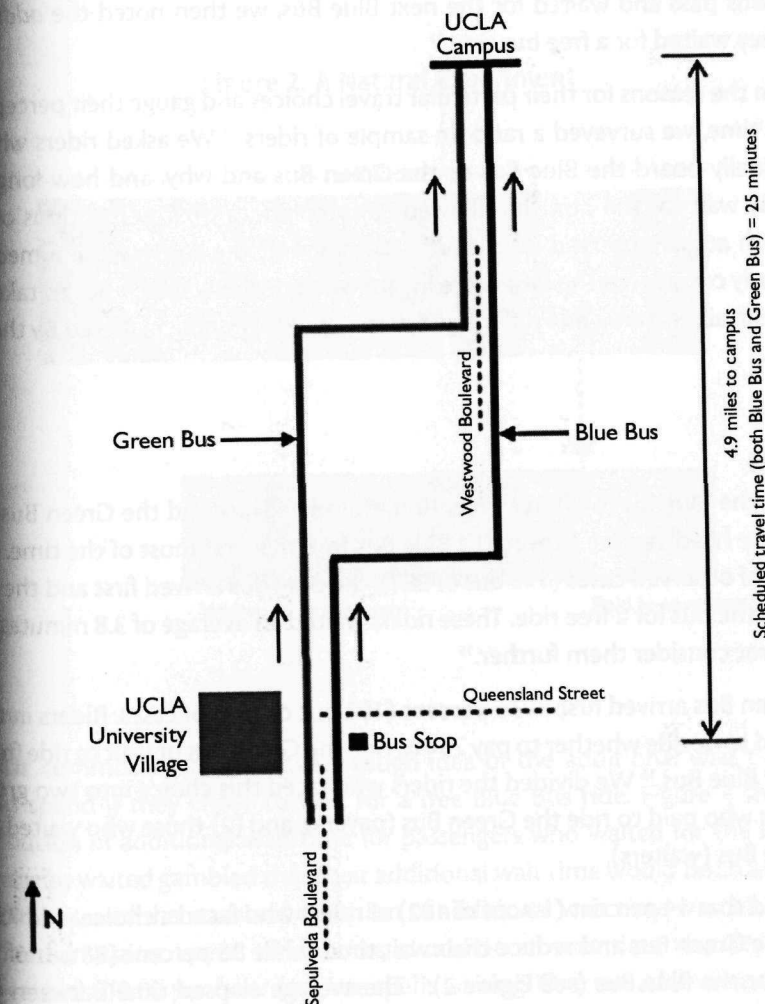 UCLA
Campus
Westwood Boulevard
Green Bus
Blue Bus
4.9 miles to campus
Scheduled travel time (both Blue Bus and Green Bus) = 25 minutes
UCLA
University
Village
Queensland Street
Bus Stop
Sepulveda Boulevard
N